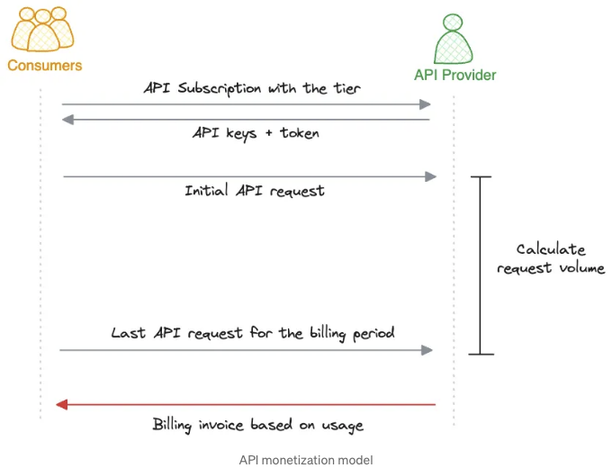 Consumers
API Provider
API Subscription with the tier
API keys + token
Initial API request
Calculate
request volume
Last API request for the billing period
Billing invoice based on usage
API monetization model